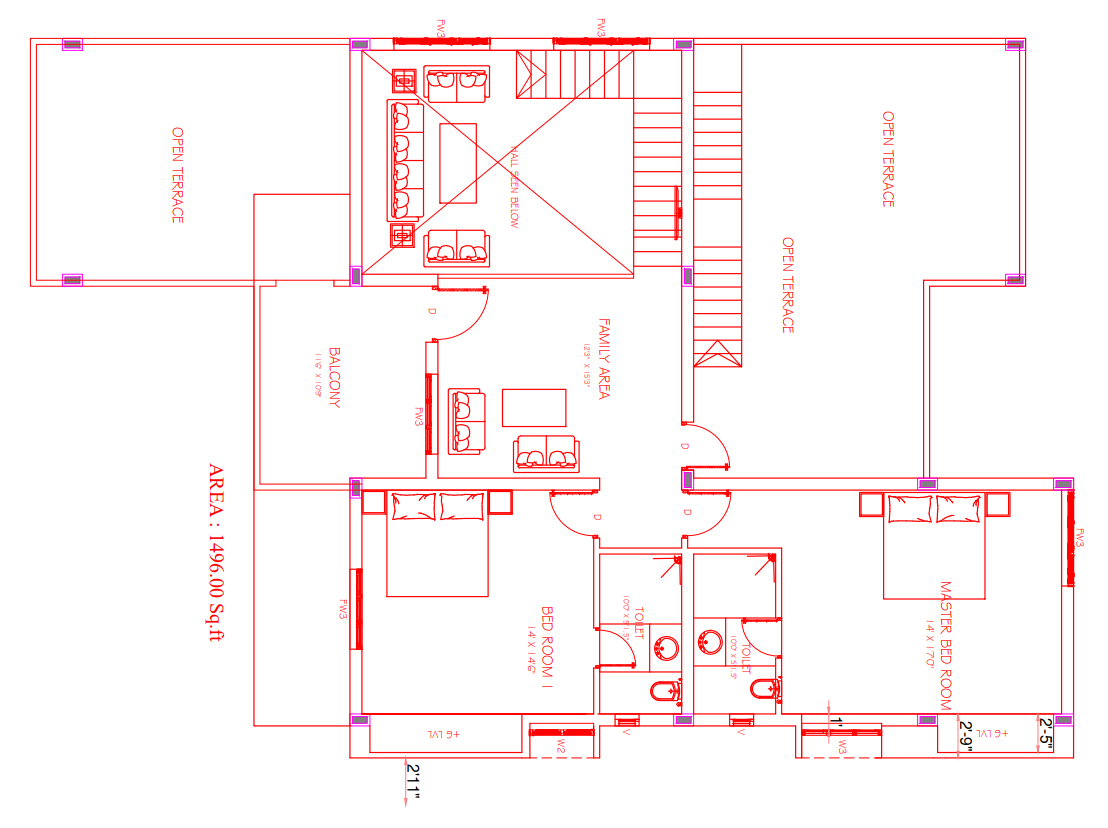 FW3
FW3
OPEN TERRACE
OPEN TERRACE
HALL SEEN BELOW
OPEN TERRACE
D
FAMILY AREA
12'3" X 15'3"
BALCONY
11'6" X 10'9"
FW3
D
AREA : 1496.00 Sq.ft
D
D
FW3
FW3
MASTER BED ROOM
14' X 17'0"
BED ROOM 1
14' X 14'6"
TOILET
10'0" X 5'1.5"
TOILET
10'0" X 5'1.5"
+6 LVL
W2
V
V
W3
1'
2'-9"
+6 LVL
2'-5"
2'11"